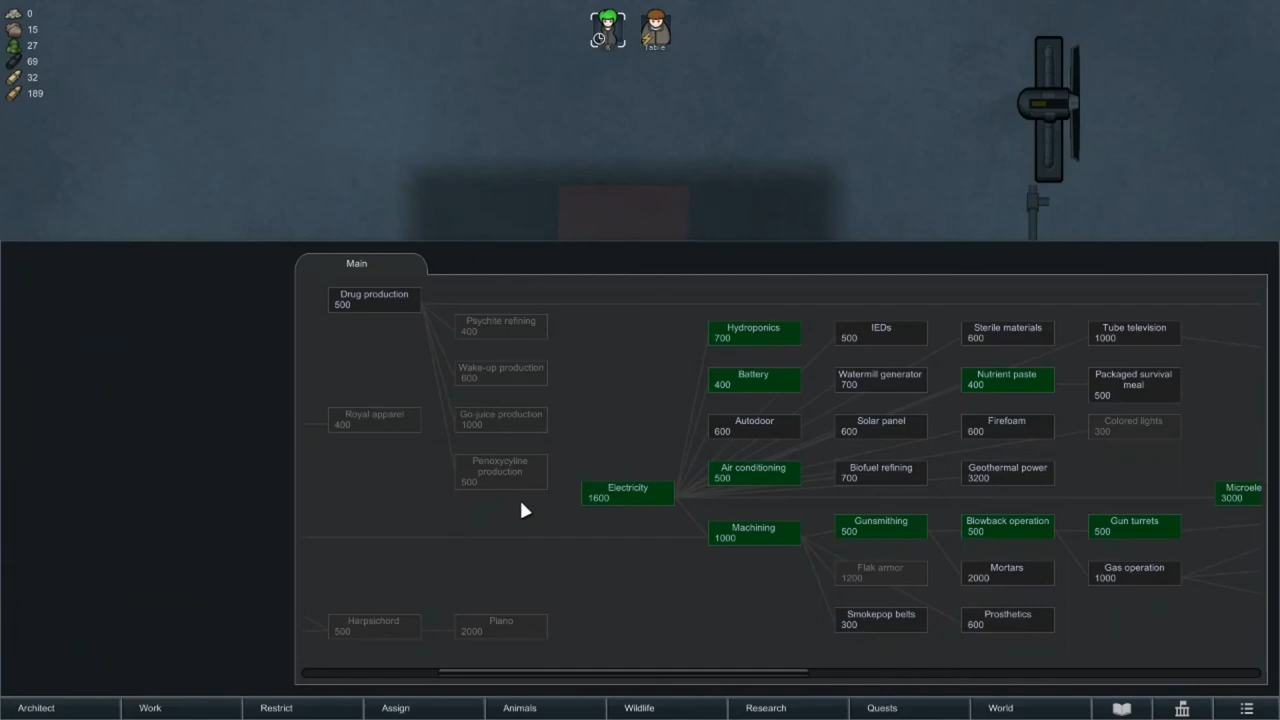 0
15
27
69
32
189
Table
Main
Drug production
500
Psychite refining
400
Wake-up production
600
Royal apparel
400
Go-juice production
1000
Penoxycyline
production
500
Electricity
1600
Harpsichord
500
Piano
2000
Hydroponics
700
IEDs
500
Sterile materials
600
Tube television
1000
Battery
400
Watermill generator
700
Nutrient paste
400
Packaged survival
meal
500
Autodoor
600
Solar panel
600
Firefoam
600
Colored lights
300
Air conditioning
500
Biofuel refining
700
Geothermal power
3200
Microele
3000
Machining
1000
Gunsmithing
500
Blowback operation
500
Gun turrets
500
Flak armor
1200
Mortars
2000
Gas operation
1000
Smokepop belts
300
Prosthetics
600
Architect
Work
Restrict
Assign
Animals
Wildlife
Research
Quests
World